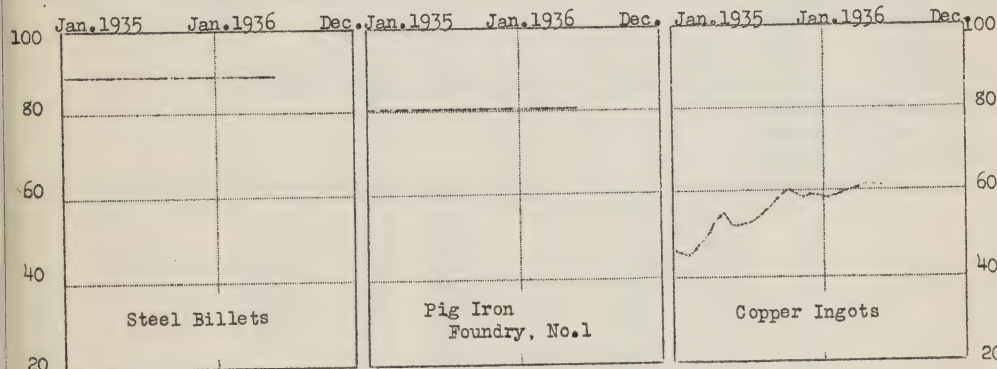 Jan.1935 Jan.1936 Dec. Jan.1935 Jan.1936 Dec. Jan.1935 Jan.1936 Dec.
100 100
80 80
60 60
40 40
Steel Billets
Pig Iron
Foundry, No.1
Copper Ingots
20 20